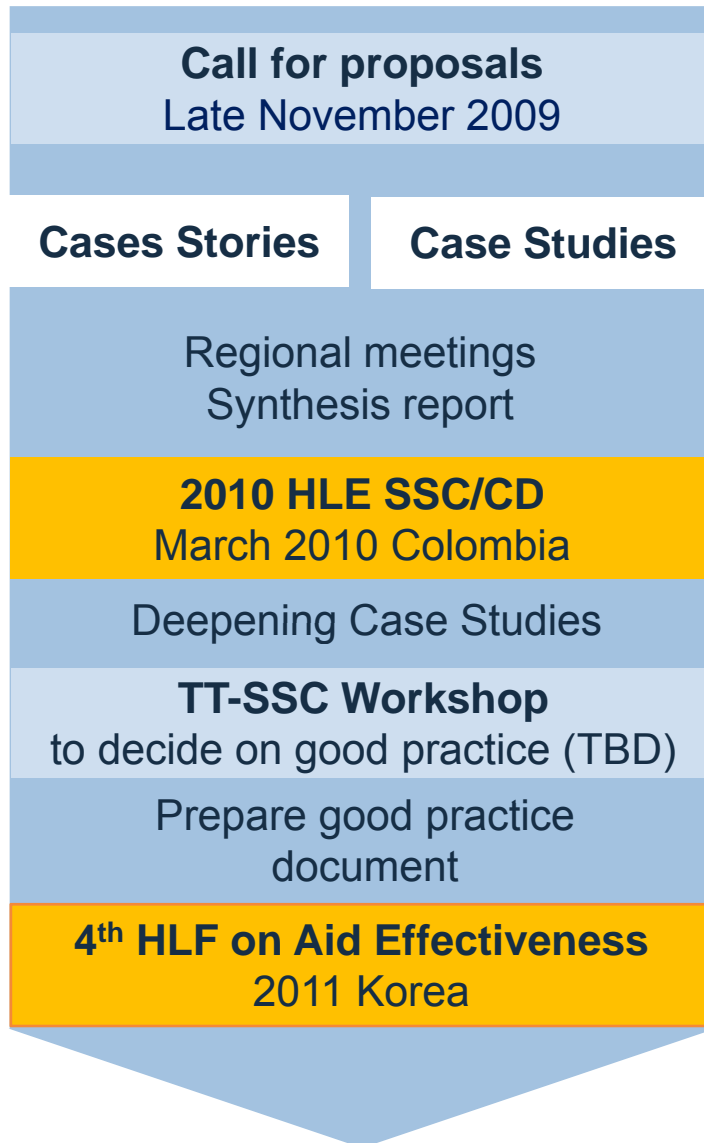 Call for proposals
Late November 2009
Cases Stories
Case Studies
Regional meetings
Synthesis report
2010 HLE SSC/CD
March 2010 Colombia
Deepening Case Studies
TT-SSC Workshop
to decide on good practice (TBD)
Prepare good practice
document
4th HLF on Aid Effectiveness
2011 Korea